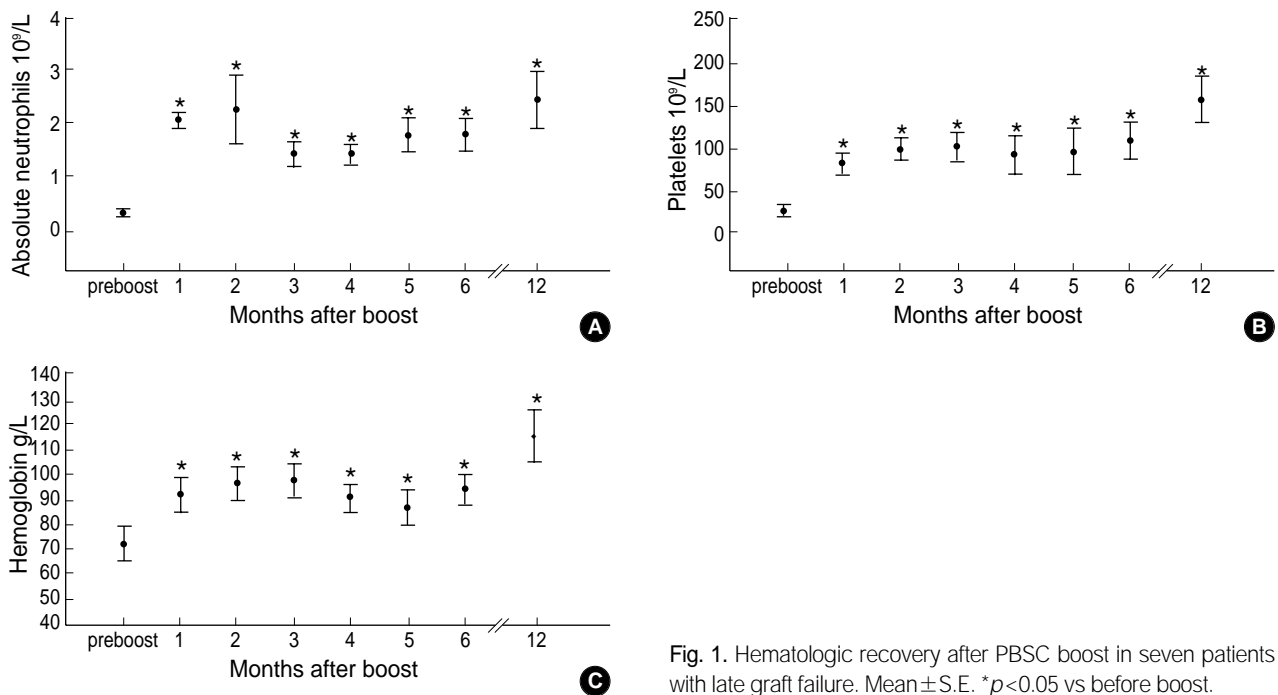 Absolute neutrophils 10⁹/L
4
3
2
1
0
* * * * * * *
preboost 1 2 3 4 5 6 12
Months after boost
A
Platelets 10⁹/L
250
200
150
100
50
0
* * * * * * *
preboost 1 2 3 4 5 6 12
Months after boost
B
Hemoglobin g/L
140
130
120
110
100
90
80
70
60
50
40
* * * * * * *
preboost 1 2 3 4 5 6 12
Months after boost
C
Fig. 1. Hematologic recovery after PBSC boost in seven patients
with late graft failure. Mean±S.E. *p<0.05 vs before boost.